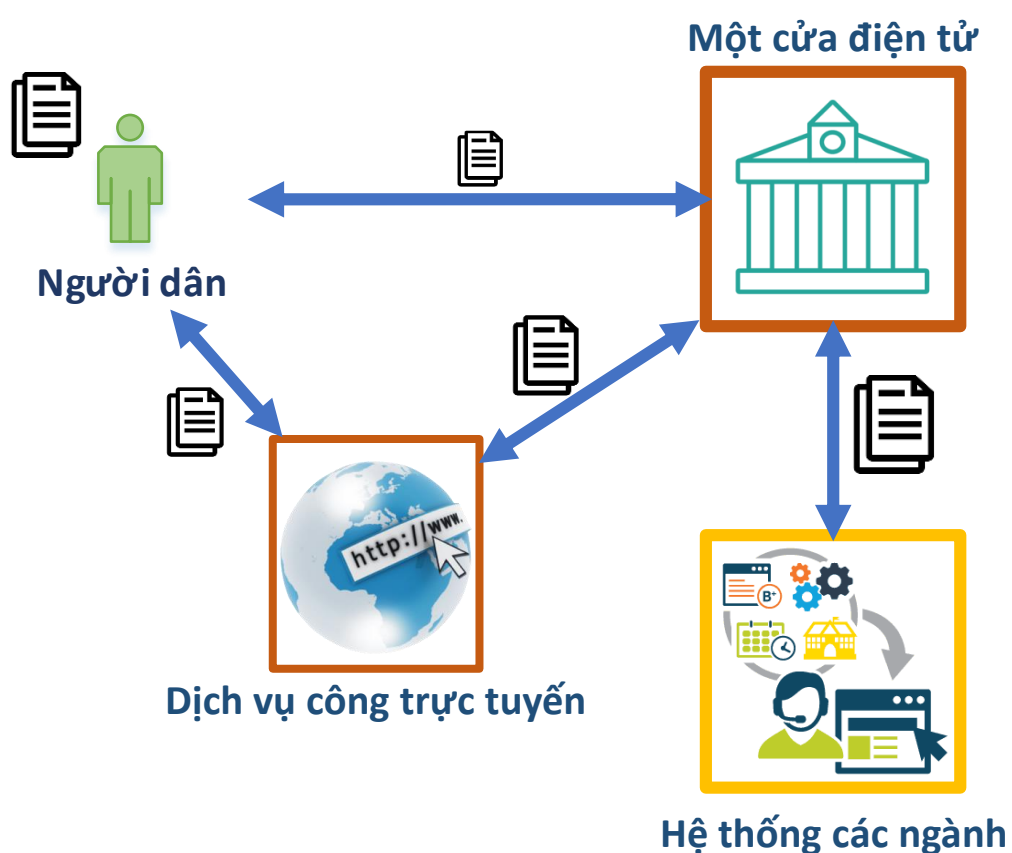 Một cửa điện tử
Người dân
http://www.
Dịch vụ công trực tuyến
B+
Hệ thống các ngành